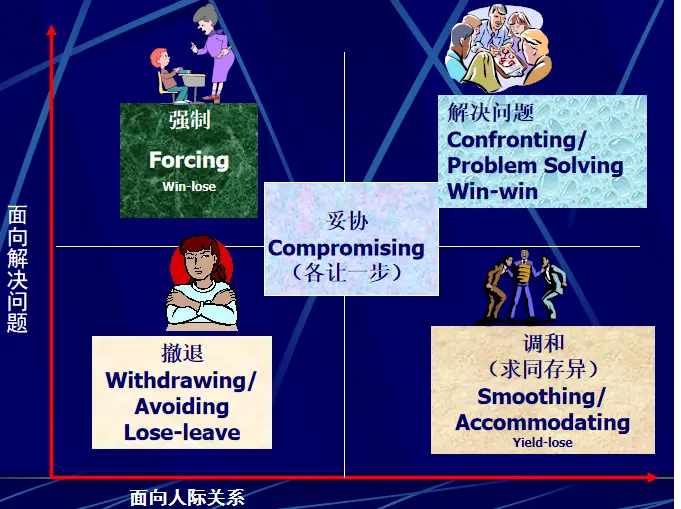 强制
Forcing
Win-lose
解决问题
Confronting/
Problem Solving
Win-win
妥协
Compromising
（各让一步）
面向解决问题
撤退
Withdrawing/
Avoiding
Lose-leave
调和
（求同存异）
Smoothing/
Accommodating
Yield-lose
面向人际关系